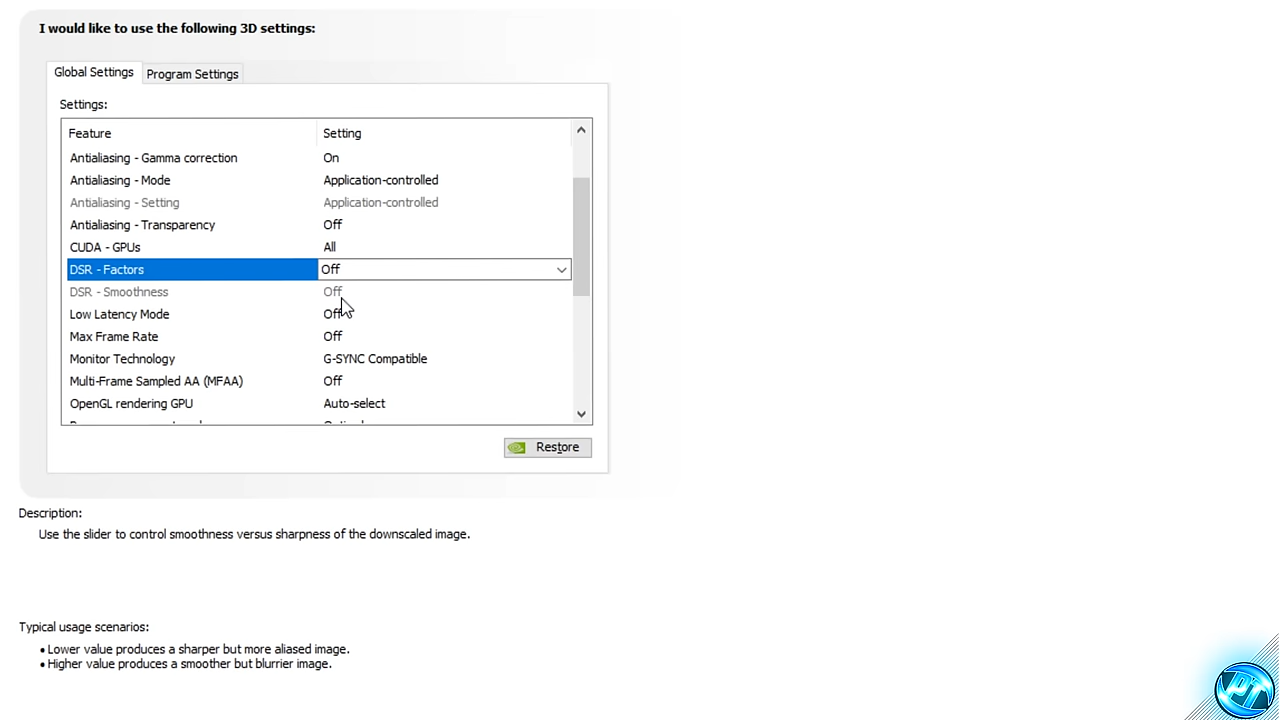 I would like to use the following 3D settings:
Global Settings Program Settings
Settings:
Feature Setting
Antialiasing - Gamma correction On
Antialiasing - Mode Application-controlled
Antialiasing - Setting Application-controlled
Antialiasing - Transparency Off
CUDA - GPUs All
DSR - Factors Off
DSR - Smoothness Off
Low Latency Mode Off
Max Frame Rate Off
Monitor Technology G-SYNC Compatible
Multi-Frame Sampled AA (MFAA) Off
OpenGL rendering GPU Auto-select
Restore
Description:
Use the slider to control smoothness versus sharpness of the downscaled image.
Typical usage scenarios:
• Lower value produces a sharper but more aliased image.
• Higher value produces a smoother but blurrier image.
PT